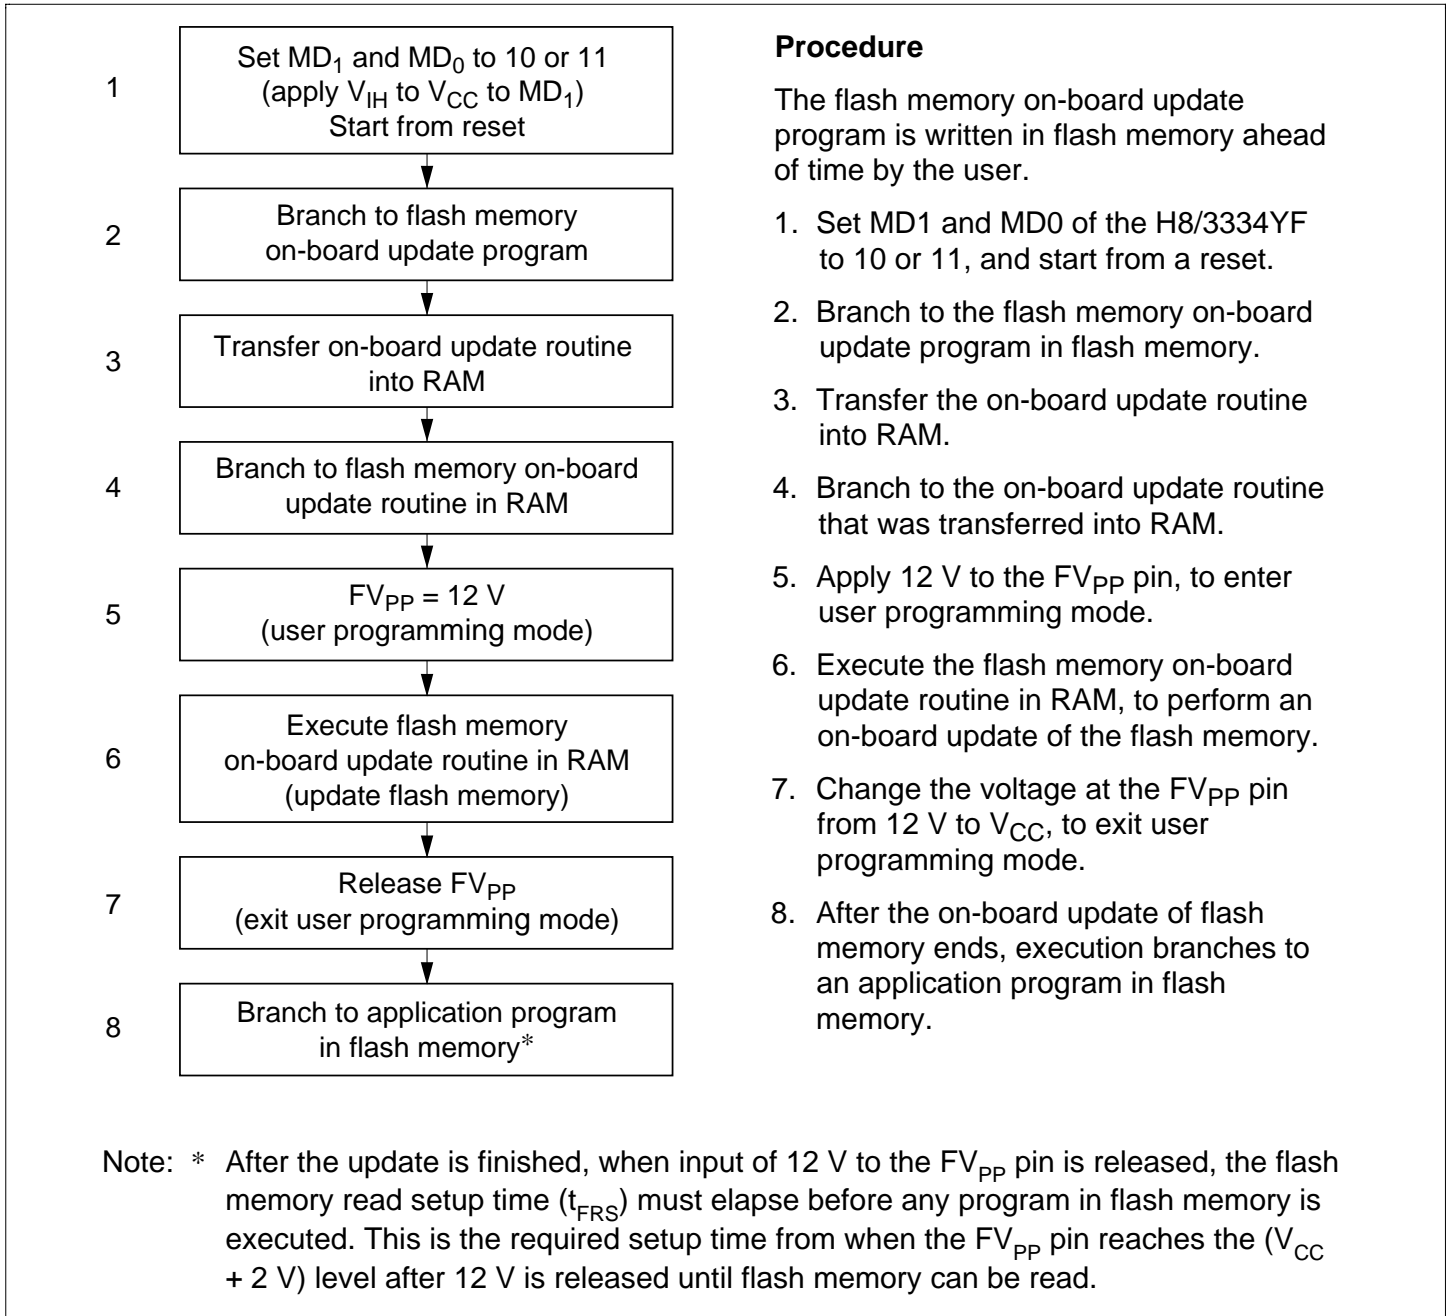 1
Set MD1 and MD0 to 10 or 11
(apply VIH to VCC to MD1)
Start from reset
2
Branch to flash memory
on-board update program
3
Transfer on-board update routine
into RAM
4
Branch to flash memory on-board
update routine in RAM
5
FVPP = 12 V
(user programming mode)
6
Execute flash memory
on-board update routine in RAM
(update flash memory)
7
Release FVPP
(exit user programming mode)
8
Branch to application program
in flash memory*
Procedure
The flash memory on-board update
program is written in flash memory ahead
of time by the user.
1. Set MD1 and MD0 of the H8/3334YF
to 10 or 11, and start from a reset.
2. Branch to the flash memory on-board
update program in flash memory.
3. Transfer the on-board update routine
into RAM.
4. Branch to the on-board update routine
that was transferred into RAM.
5. Apply 12 V to the FVPP pin, to enter
user programming mode.
6. Execute the flash memory on-board
update routine in RAM, to perform an
on-board update of the flash memory.
7. Change the voltage at the FVPP pin
from 12 V to VCC, to exit user
programming mode.
8. After the on-board update of flash
memory ends, execution branches to
an application program in flash
memory.
Note: * After the update is finished, when input of 12 V to the FVPP pin is released, the flash
memory read setup time (tFRS) must elapse before any program in flash memory is
executed. This is the required setup time from when the FVPP pin reaches the (VCC
+ 2 V) level after 12 V is released until flash memory can be read.